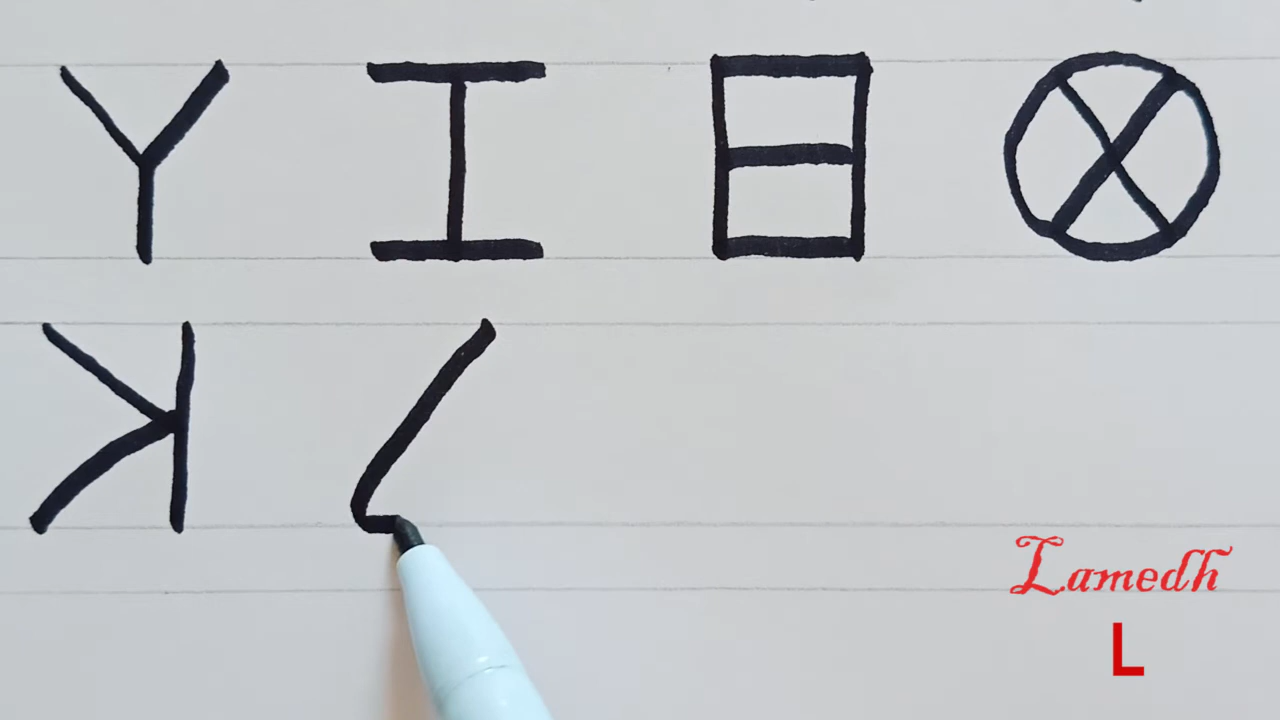 𐤅 𐤆 𐤇 𐤈
𐤊 𐤋
Lamedh
L